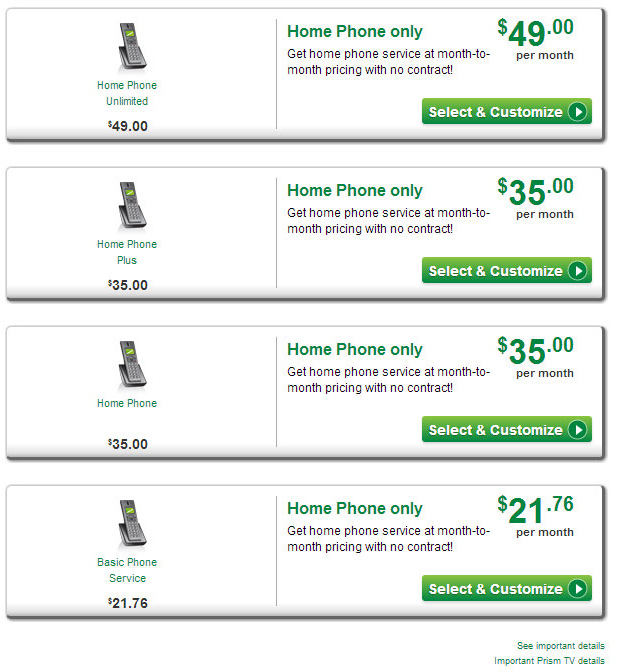 Home Phone
Unlimited
$49.00
Home Phone only
Get home phone service at month-to-
month pricing with no contract!
$49.00
per month
Select & Customize
Home Phone
Plus
$35.00
Home Phone only
Get home phone service at month-to-
month pricing with no contract!
$35.00
per month
Select & Customize
Home Phone
$35.00
Home Phone only
Get home phone service at month-to-
month pricing with no contract!
$35.00
per month
Select & Customize
Basic Phone
Service
$21.76
Home Phone only
Get home phone service at month-to-
month pricing with no contract!
$21.76
per month
Select & Customize
See important details
Important Prism TV details